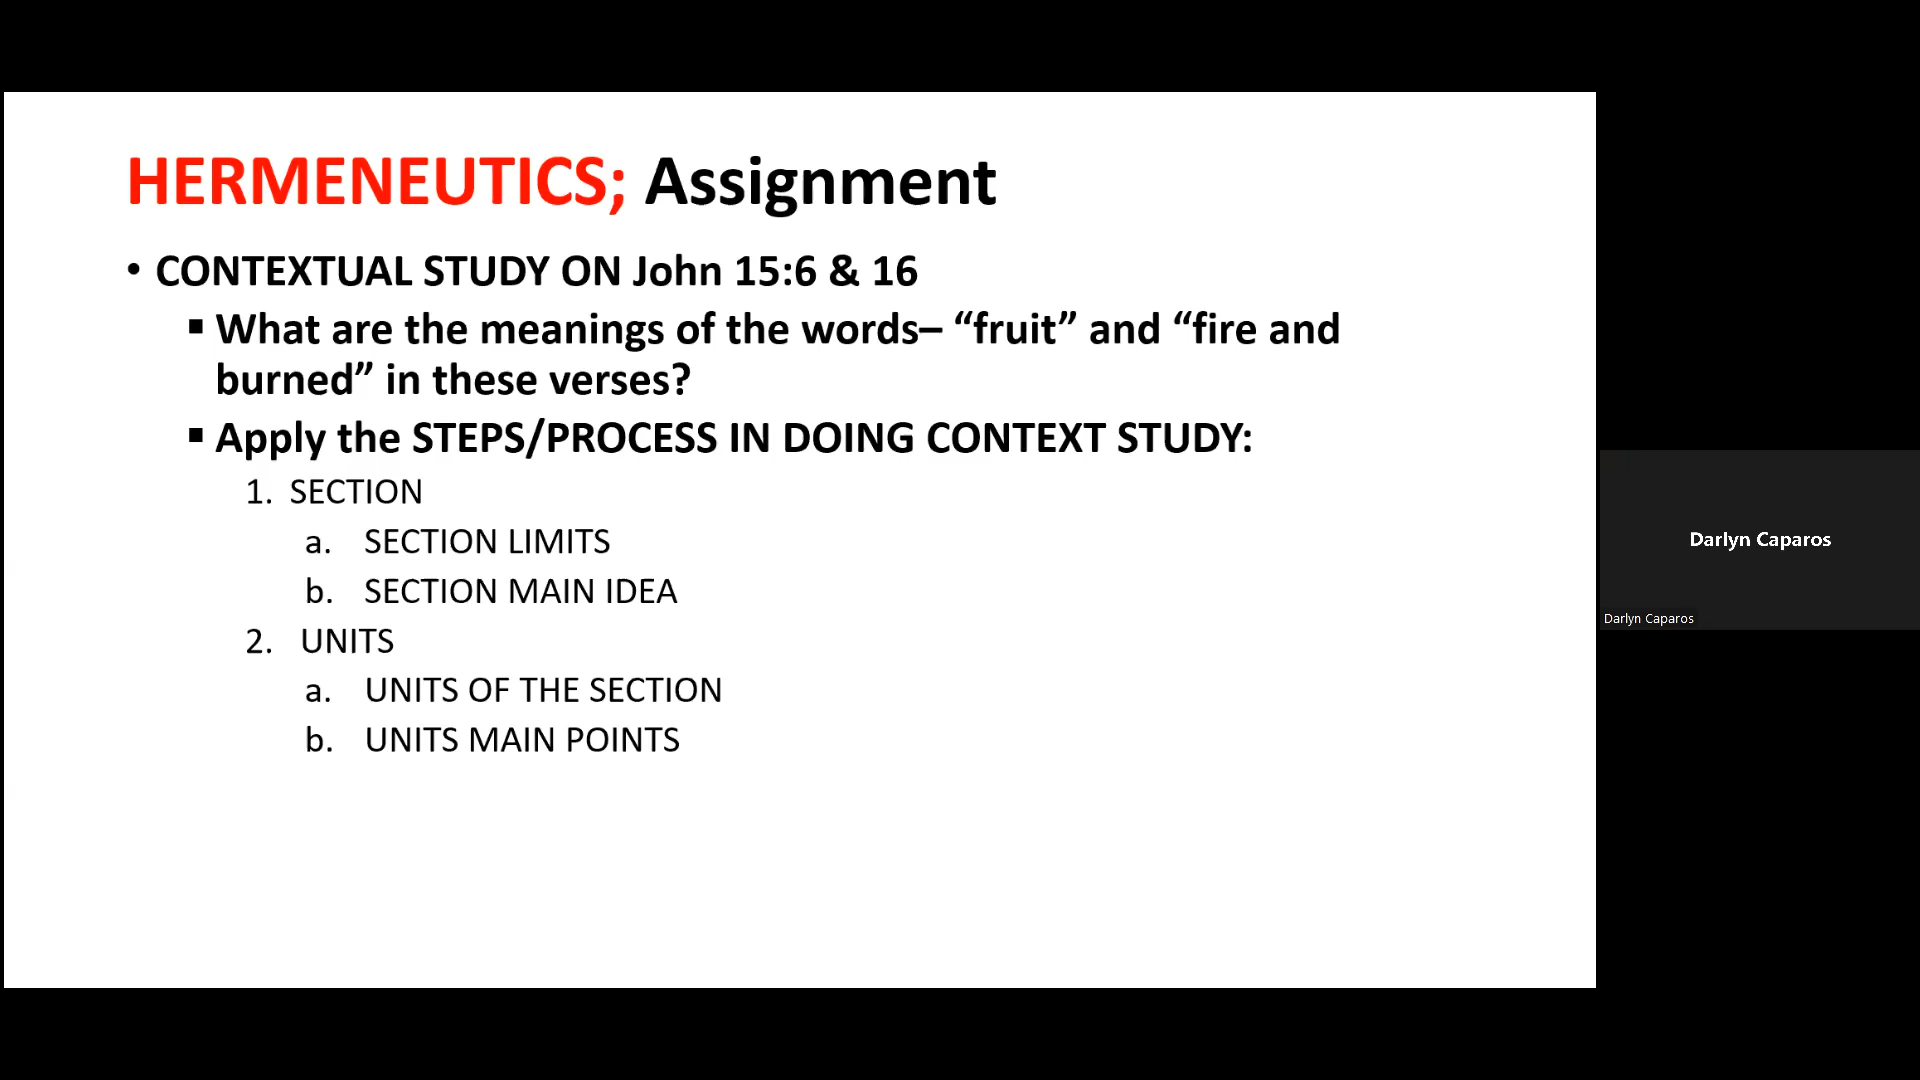 HERMENEUTICS; Assignment
• CONTEXTUAL STUDY ON John 15:6 & 16
▪ What are the meanings of the words– “fruit” and “fire and
burned” in these verses?
▪ Apply the STEPS/PROCESS IN DOING CONTEXT STUDY:
1. SECTION
a. SECTION LIMITS
b. SECTION MAIN IDEA
2. UNITS
a. UNITS OF THE SECTION
b. UNITS MAIN POINTS
Darlyn Caparos
Darlyn Caparos